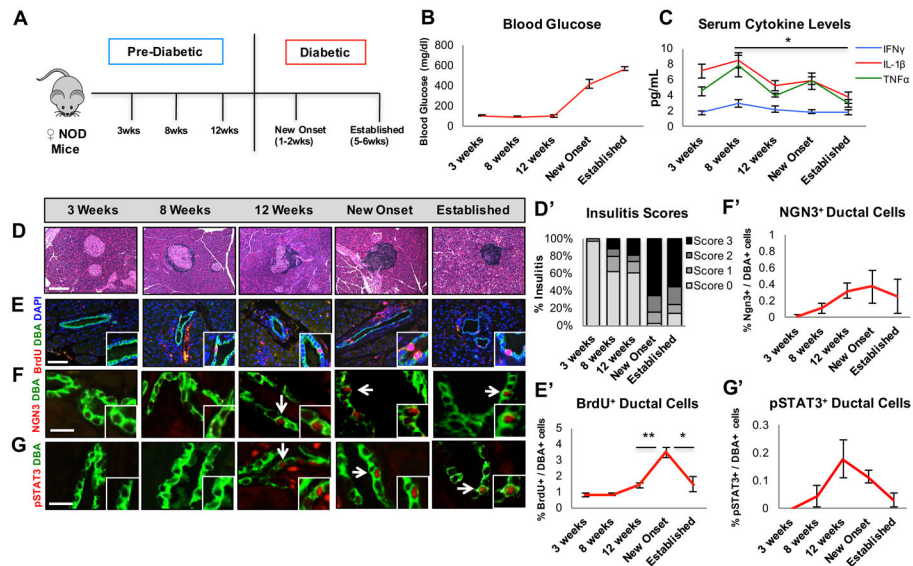 A
Pre-Diabetic
Diabetic
♀ NOD
Mice
3wks
8wks
12wks
New Onset
(1-2wks)
Established
(5-6wks)
B
Blood Glucose
Blood Glucose (mg/dl)
800
600
400
200
0
3 weeks
8 weeks
12 weeks
New Onset
Established
C
Serum Cytokine Levels
pg/mL
10
8
6
4
2
0
*
IFNγ
IL-1β
TNFα
3 weeks
8 weeks
12 weeks
New Onset
Established
3 Weeks
8 Weeks
12 Weeks
New Onset
Established
D
E
BrdU DBA DAPI
F
NGN3 DBA
G
pSTAT3 DBA
D'
Insulitis Scores
% Insulitis
100%
80%
60%
40%
20%
0%
Score 3
Score 2
Score 1
Score 0
3 weeks
8 weeks
12 weeks
New Onset
Established
F'
NGN3⁺ Ductal Cells
% Ngn3+ / DBA+ cells
1
0.8
0.6
0.4
0.2
0
3 weeks
8 weeks
12 weeks
New Onset
Established
E'
BrdU⁺ Ductal Cells
% BrdU+ / DBA+ cells
5
4
3
2
1
0
**
*
3 weeks
8 weeks
12 weeks
New Onset
Established
G'
pSTAT3⁺ Ductal Cells
% pSTAT3+ / DBA+ cells
0.3
0.2
0.1
0
3 weeks
8 weeks
12 weeks
New Onset
Established